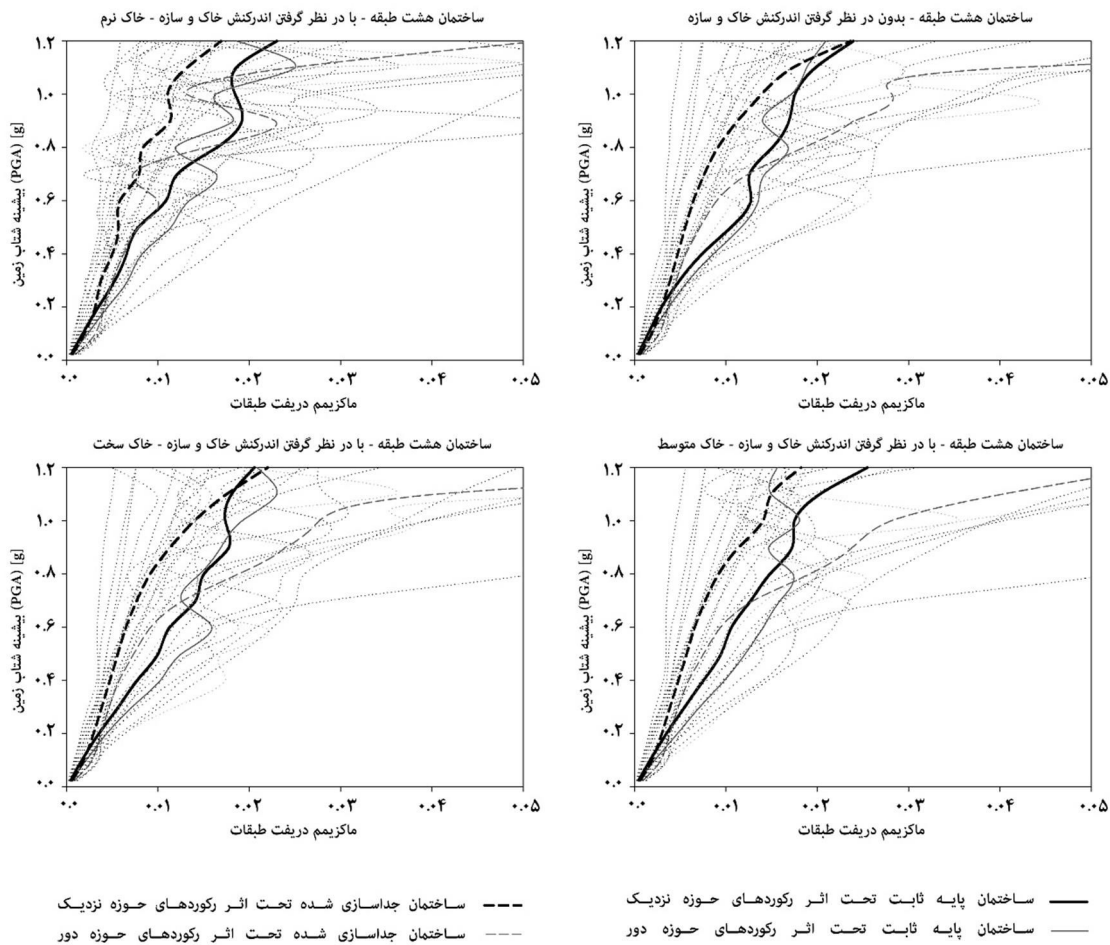 ساختمان هشت طبقه - بدون در نظر گرفتن اندرکنش خاک و سازه
بیشینه شتاب زمین (PGA) [g]
۱.۲
۱.۰
۰.۸
۰.۶
۰.۴
۰.۲
۰.۰
۰.۰ ۰.۰۱ ۰.۰۲ ۰.۰۳ ۰.۰۴ ۰.۰۵
ماکزیمم دریفت طبقات
ساختمان هشت طبقه - با در نظر گرفتن اندرکنش خاک و سازه - خاک نرم
بیشینه شتاب زمین (PGA) [g]
۱.۲
۱.۰
۰.۸
۰.۶
۰.۴
۰.۲
۰.۰
۰.۰ ۰.۰۱ ۰.۰۲ ۰.۰۳ ۰.۰۴ ۰.۰۵
ماکزیمم دریفت طبقات
ساختمان هشت طبقه - با در نظر گرفتن اندرکنش خاک و سازه - خاک متوسط
بیشینه شتاب زمین (PGA) [g]
۱.۲
۱.۰
۰.۸
۰.۶
۰.۴
۰.۲
۰.۰
۰.۰ ۰.۰۱ ۰.۰۲ ۰.۰۳ ۰.۰۴ ۰.۰۵
ماکزیمم دریفت طبقات
ساختمان هشت طبقه - با در نظر گرفتن اندرکنش خاک و سازه - خاک سخت
بیشینه شتاب زمین (PGA) [g]
۱.۲
۱.۰
۰.۸
۰.۶
۰.۴
۰.۲
۰.۰
۰.۰ ۰.۰۱ ۰.۰۲ ۰.۰۳ ۰.۰۴ ۰.۰۵
ماکزیمم دریفت طبقات
ساختمان پایه ثابت تحت اثر رکوردهای حوزه نزدیک
ساختمان پایه ثابت تحت اثر رکوردهای حوزه دور
ساختمان جداسازی شده تحت اثر رکوردهای حوزه نزدیک
ساختمان جداسازی شده تحت اثر رکوردهای حوزه دور